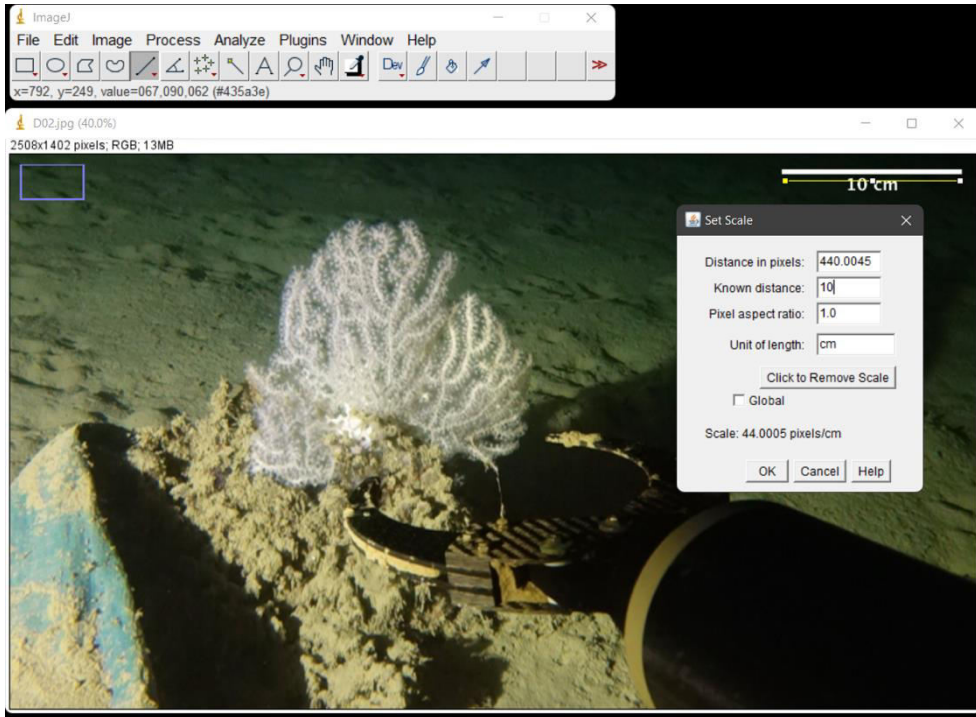 ImageJ
File Edit Image Process Analyze Plugins Window Help
A Dev
x=792, y=249, value=067,090,062 (#435a3e)
D02.jpg (40.0%)
2508x1402 pixels; RGB; 13MB
10 cm
Set Scale
Distance in pixels: 440.0045
Known distance: 10
Pixel aspect ratio: 1.0
Unit of length: cm
Click to Remove Scale
Global
Scale: 44.0005 pixels/cm
OK Cancel Help